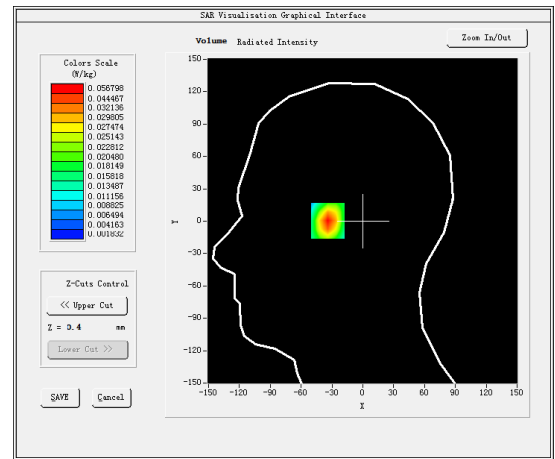 SAR Visualisation Graphical Interface
Volume Radiated Intensity
Zoom In/Out
Colors Scale
(W/kg)
0.056798
0.044467
0.032136
0.029805
0.027474
0.025143
0.022812
0.020480
0.018149
0.015818
0.013487
0.011156
0.008825
0.006494
0.004163
0.001832
Z-Cuts Control
<< Upper Cut
Z = 0.4 mm
Lower Cut >>
SAVE Cancel
150
120
90
60
30
0
-30
-60
-90
-120
-150
Y
-150 -120 -90 -60 -30 0 30 60 90 120 150
X